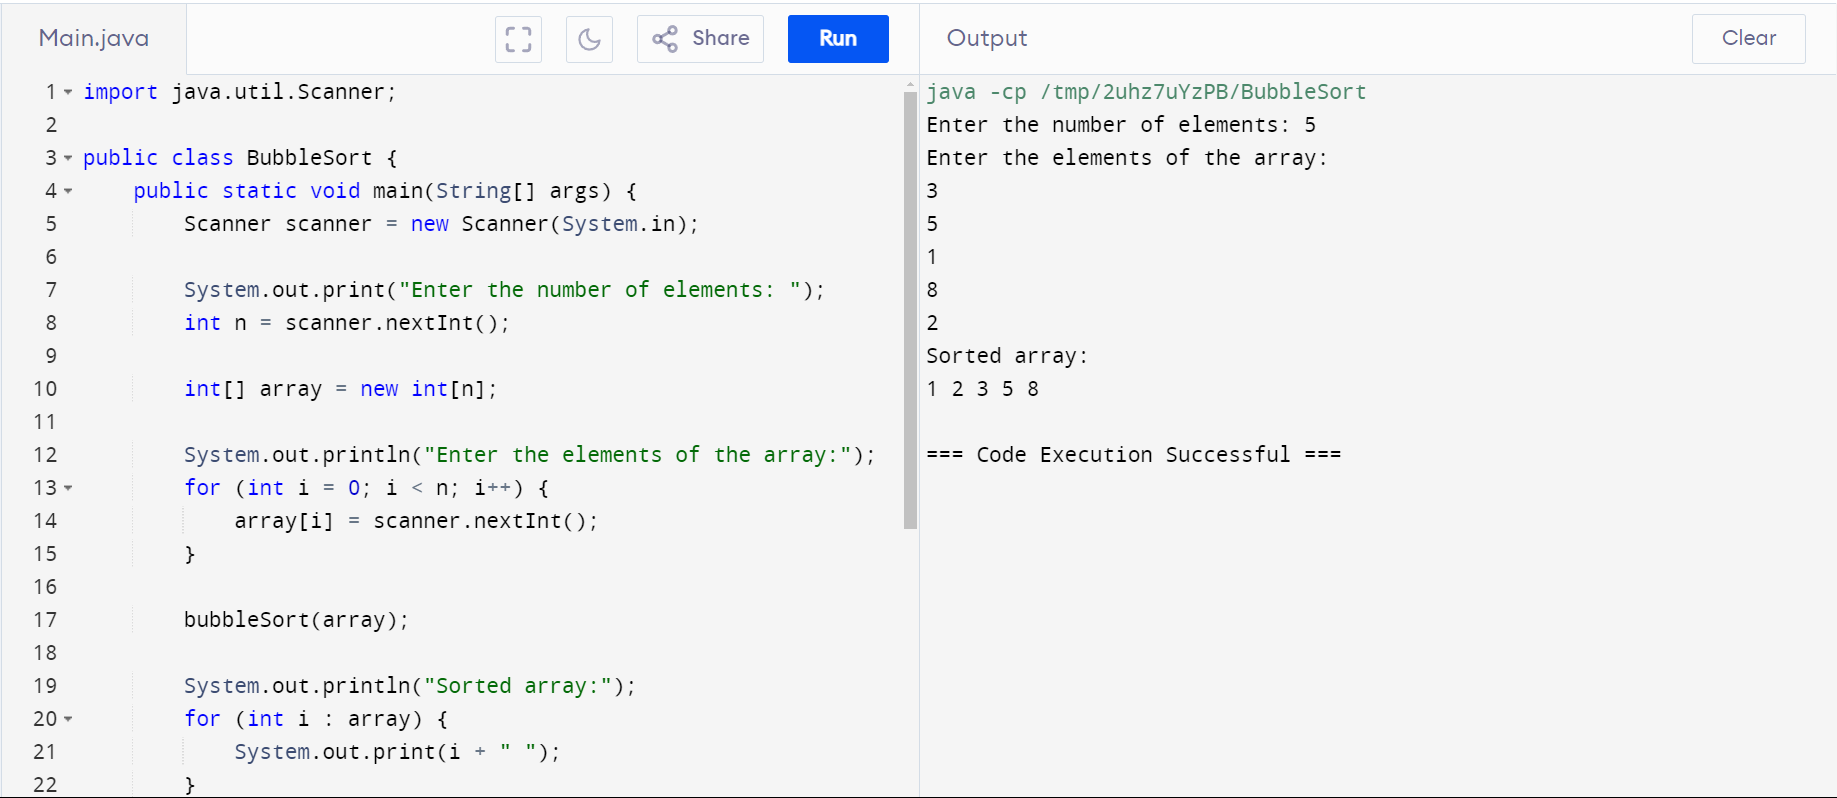 Main.java
Share
Run
1 import java.util.Scanner;
2
3 public class BubbleSort {
4     public static void main(String[] args) {
5         Scanner scanner = new Scanner(System.in);
6
7         System.out.print("Enter the number of elements: ");
8         int n = scanner.nextInt();
9
10         int[] array = new int[n];
11
12         System.out.println("Enter the elements of the array:");
13         for (int i = 0; i < n; i++) {
14             array[i] = scanner.nextInt();
15         }
16
17         bubbleSort(array);
18
19         System.out.println("Sorted array:");
20         for (int i : array) {
21             System.out.print(i + " ");
22         }
Output
Clear
java -cp /tmp/2uhz7uYzPB/BubbleSort
Enter the number of elements: 5
Enter the elements of the array:
3
5
1
8
2
Sorted array:
1 2 3 5 8
=== Code Execution Successful ===